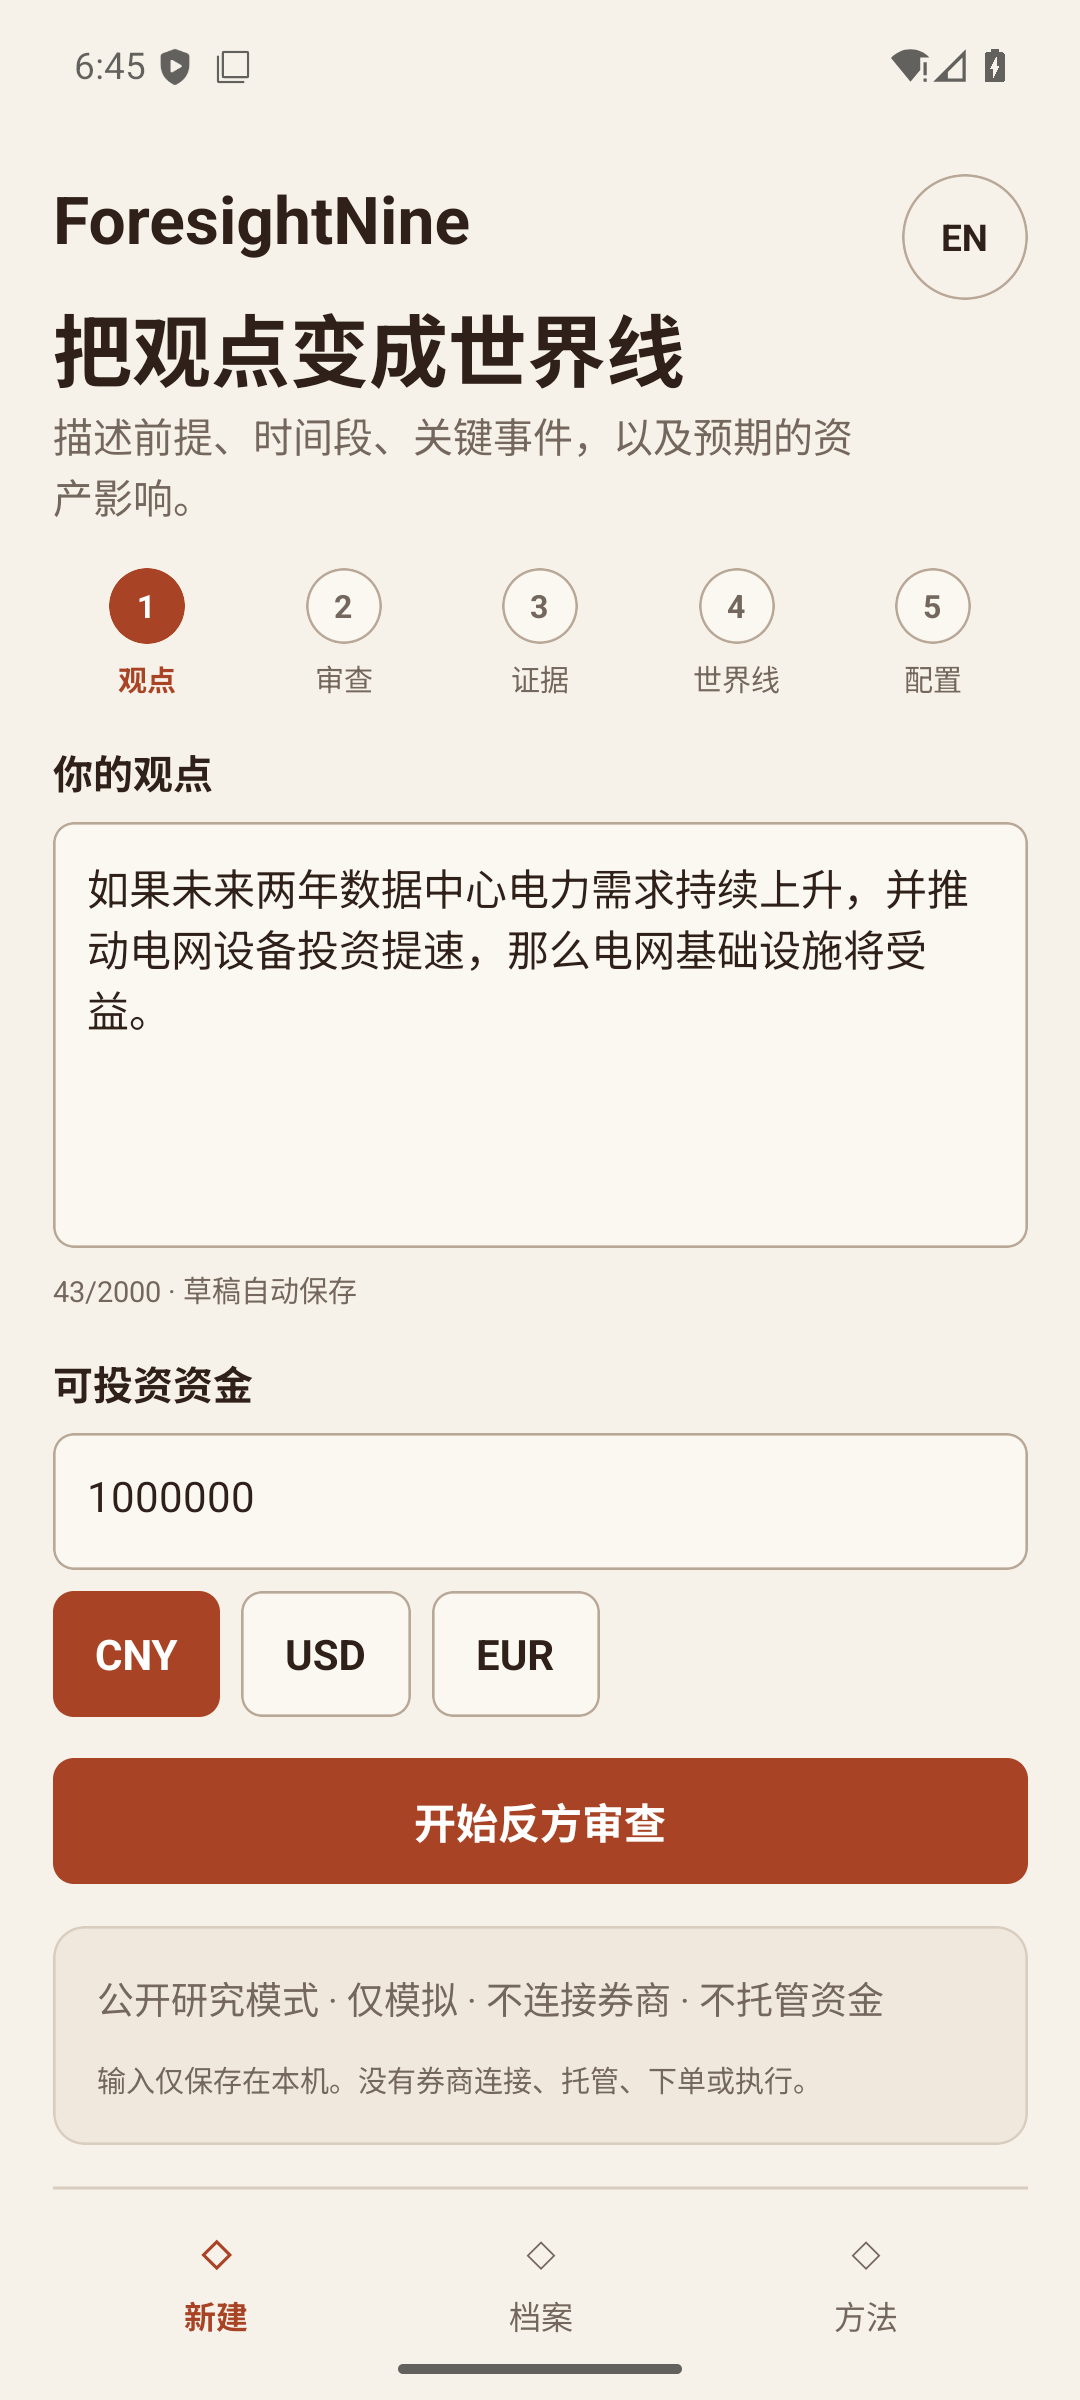 6:45
ForesightNine
EN
把观点变成世界线
描述前提、时间段、关键事件，以及预期的资
产影响。
1 2 3 4 5
观点 审查 证据 世界线 配置
你的观点
如果未来两年数据中心电力需求持续上升，并推
动电网设备投资提速，那么电网基础设施将受
益。
43/2000 · 草稿自动保存
可投资资金
1000000
CNY USD EUR
开始反方审查
公开研究模式 · 仅模拟 · 不连接券商 · 不托管资金
输入仅保存在本机。没有券商连接、托管、下单或执行。
新建 档案 方法